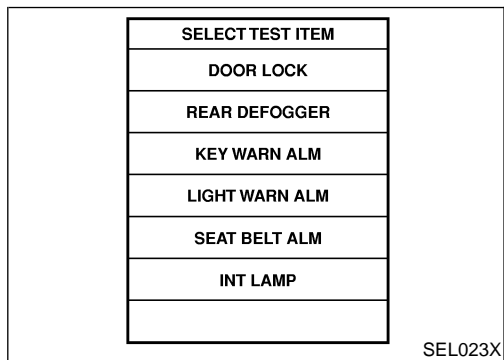 SELECT TEST ITEM
DOOR LOCK
REAR DEFOGGER
KEY WARN ALM
LIGHT WARN ALM
SEAT BELT ALM
INT LAMP
SEL023X